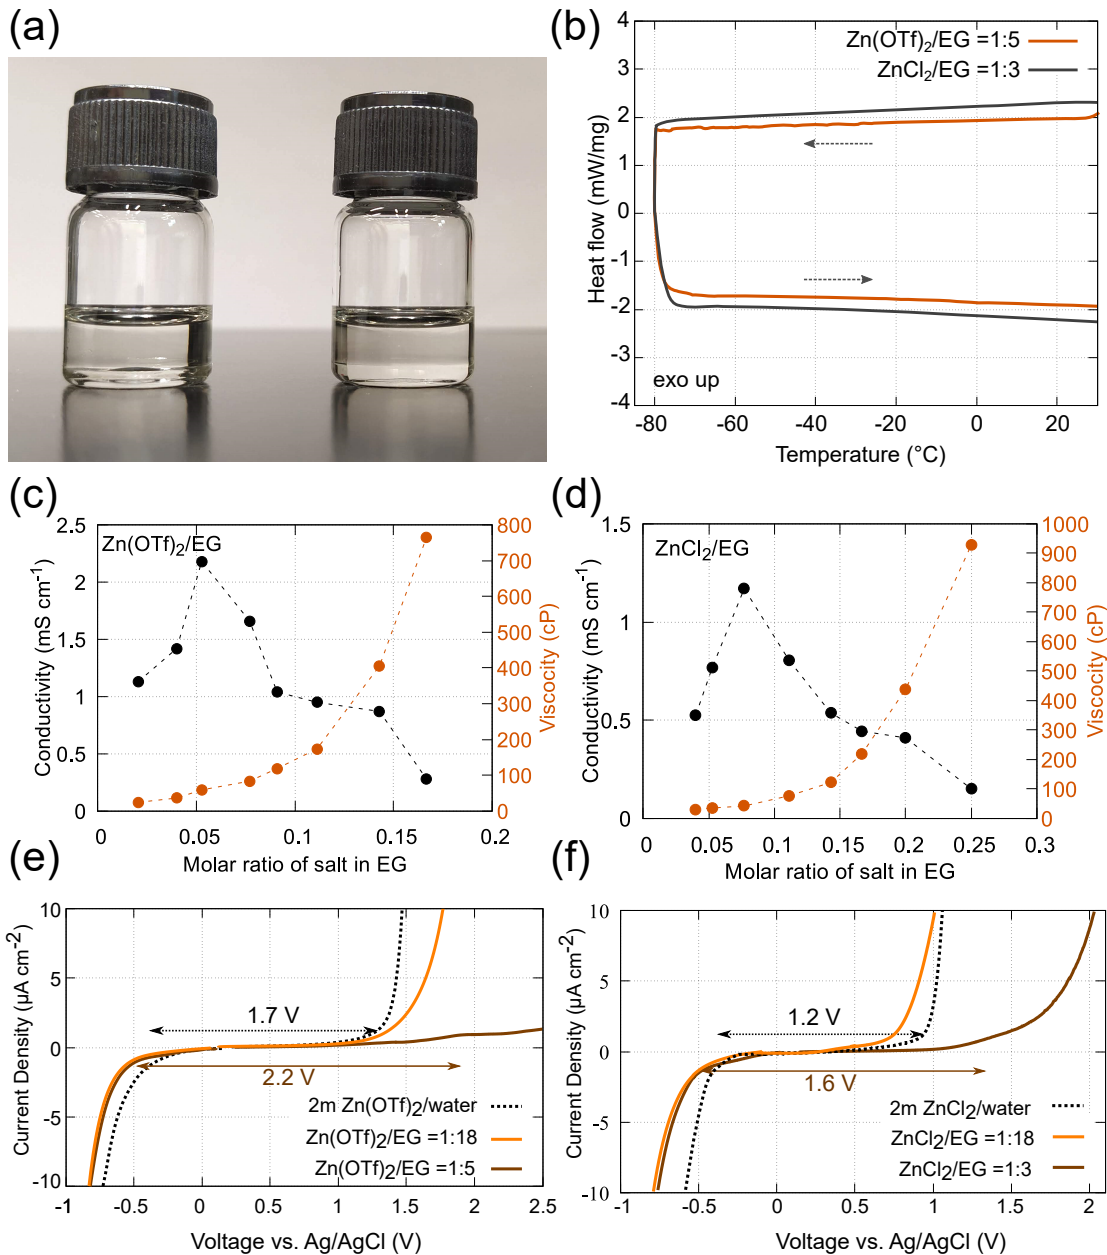 (a)
(b)
4
3
2
1
0
-1
-2
-3
-4
Heat flow (mW/mg)
Zn(OTf)2/EG =1:5
ZnCl2/EG =1:3
exo up
-80
-60
-40
-20
0
20
Temperature (°C)
(c)
2.5
2
1.5
1
0.5
0
Conductivity (mS cm-1)
Zn(OTf)2/EG
800
700
600
500
400
300
200
100
0
Viscocity (cP)
0
0.05
0.1
0.15
0.2
Molar ratio of salt in EG
(d)
1.5
1
0.5
0
Conductivity (mS cm-1)
ZnCl2/EG
1000
900
800
700
600
500
400
300
200
100
0
Viscocity (cP)
0
0.05
0.1
0.15
0.2
0.25
0.3
Molar ratio of salt in EG
(e)
10
5
0
-5
-10
Current Density (µA cm-2)
1.7 V
2.2 V
2m Zn(OTf)2/water
Zn(OTf)2/EG =1:18
Zn(OTf)2/EG =1:5
-1
-0.5
0
0.5
1
1.5
2
2.5
Voltage vs. Ag/AgCl (V)
(f)
10
5
0
-5
-10
Current Density (µA cm-2)
1.2 V
1.6 V
2m ZnCl2/water
ZnCl2/EG =1:18
ZnCl2/EG =1:3
-1
-0.5
0
0.5
1
1.5
2
Voltage vs. Ag/AgCl (V)